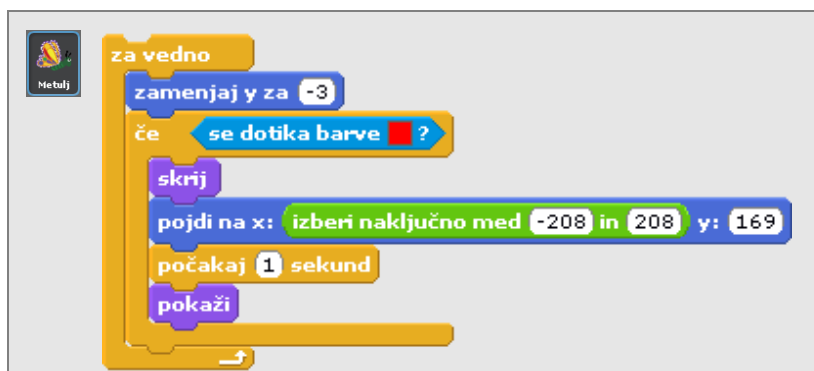 Metulj
za vedno
zamenjaj y za -3
če se dotika barve ?
skrij
pojdi na x: izberi naključno med -208 in 208 y: 169
počakaj 1 sekund
pokaži